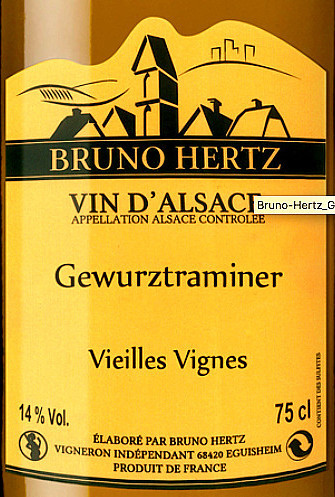 BRUNO HERTZ
VIN D'ALSACE
APPELLATION ALSACE CONTROLÉE
Bruno-Hertz_G
Gewurztraminer
Vieilles Vignes
14 % Vol.
75 cl
CONTIENT DES SULFITES
ÉLABORÉ PAR BRUNO HERTZ
VIGNERON INDÉPENDANT 68420 EGUISHEIM
PRODUIT DE FRANCE